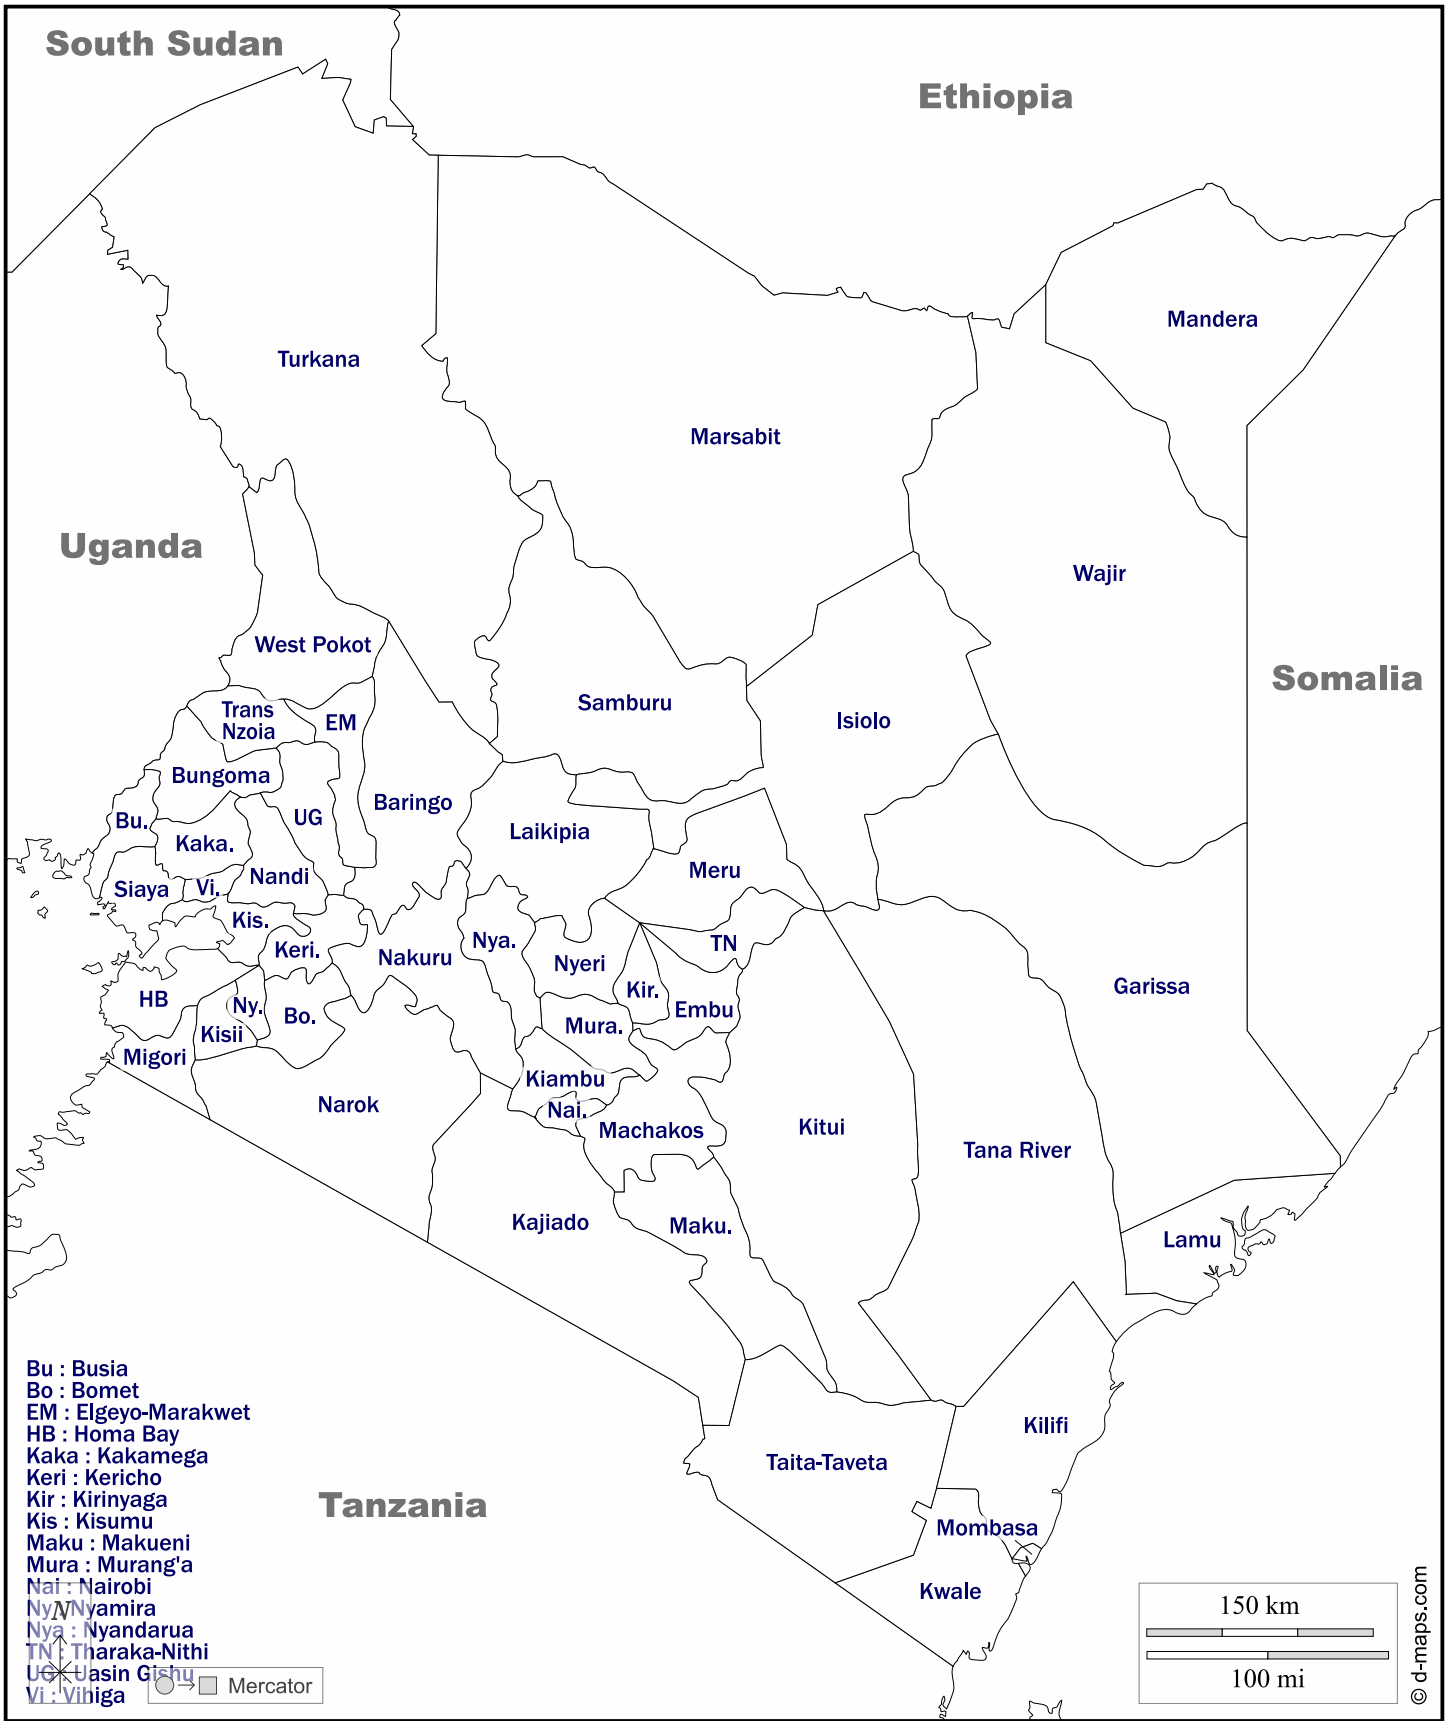 South Sudan
Ethiopia
Mandera
Turkana
Marsabit
Uganda
Wajir
West Pokot
Somalia
Samburu
Trans
Nzoia
EM
Isiolo
Bungoma
Baringo
Bu.
UG
Laikipia
Kaka.
Meru
Siaya
Vi.
Nandi
Kis.
Keri.
Nakuru
Nya.
TN
Nyeri
Garissa
HB
Ny.
Kir.
Embu
Bo.
Kisii
Mura.
Migori
Kiambu
Narok
Nai.
Machakos
Kitui
Tana River
Kajiado
Maku.
Lamu
Bu : Busia
Bo : Bomet
EM : Elgeyo-Marakwet
HB : Homa Bay
Kaka : Kakamega
Keri : Kericho
Kir : Kirinyaga
Kis : Kisumu
Maku : Makueni
Mura : Murang'a
Nai : Nairobi
Ny : Nyamira
Nya : Nyandarua
TN : Tharaka-Nithi
UG : Uasin Gishu
Vi : Vihiga
N
Mercator
Tanzania
Kilifi
Taita-Taveta
Mombasa
Kwale
150 km
100 mi
© d-maps.com